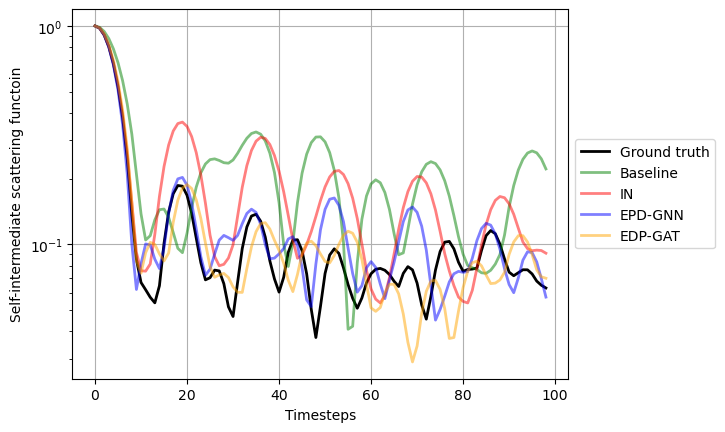 10⁰
10⁻¹
Self-intermediate scattering functoin
0 20 40 60 80 100
Timesteps
Ground truth
Baseline
IN
EPD-GNN
EDP-GAT